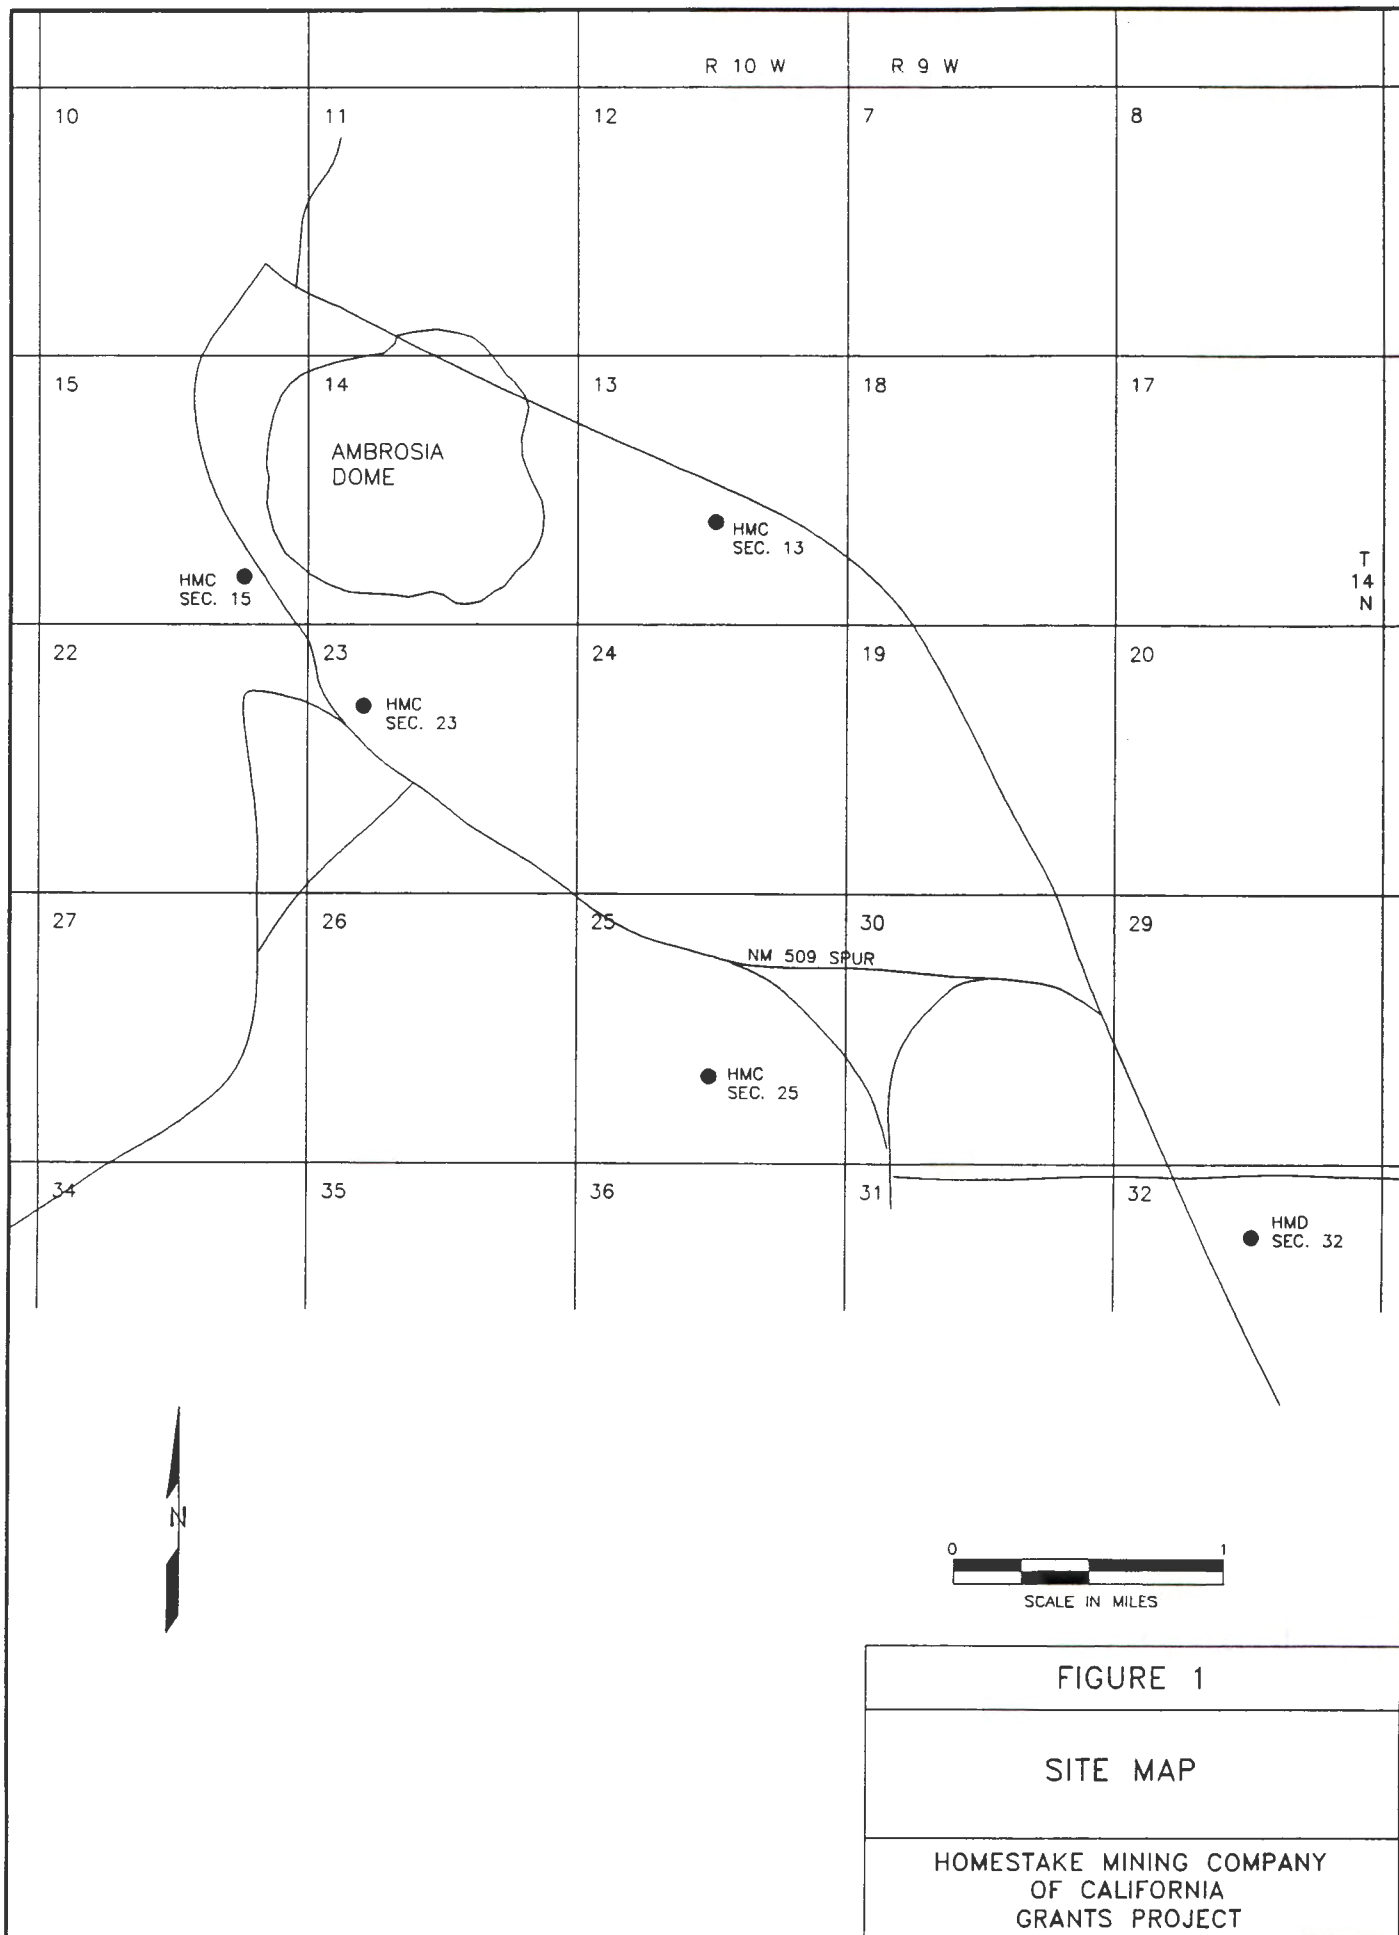 R 10 W
R 9 W
10
11
12
7
8
15
14
13
18
17
AMBROSIA
DOME
HMC
SEC. 13
T
14
N
HMC
SEC. 15
22
23
24
19
20
HMC
SEC. 23
27
26
25
30
29
NM 509 SPUR
HMC
SEC. 25
34
35
36
31
32
HMD
SEC. 32
N
0
1
SCALE IN MILES
FIGURE 1
SITE MAP
HOMESTAKE MINING COMPANY
OF CALIFORNIA
GRANTS PROJECT